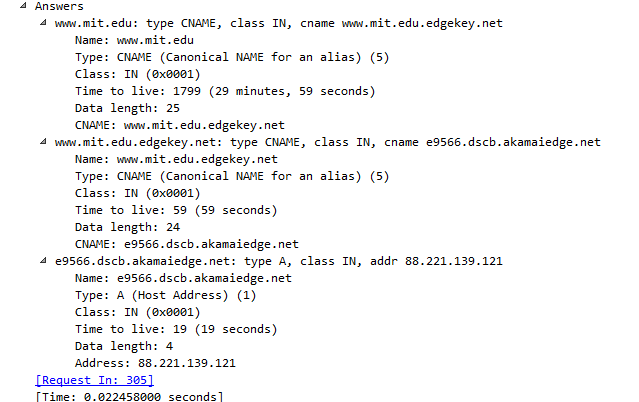 Answers
www.mit.edu: type CNAME, class IN, cname www.mit.edu.edgekey.net
Name: www.mit.edu
Type: CNAME (Canonical NAME for an alias) (5)
Class: IN (0x0001)
Time to live: 1799 (29 minutes, 59 seconds)
Data length: 25
CNAME: www.mit.edu.edgekey.net
www.mit.edu.edgekey.net: type CNAME, class IN, cname e9566.dscb.akamaiedge.net
Name: www.mit.edu.edgekey.net
Type: CNAME (Canonical NAME for an alias) (5)
Class: IN (0x0001)
Time to live: 59 (59 seconds)
Data length: 24
CNAME: e9566.dscb.akamaiedge.net
e9566.dscb.akamaiedge.net: type A, class IN, addr 88.221.139.121
Name: e9566.dscb.akamaiedge.net
Type: A (Host Address) (1)
Class: IN (0x0001)
Time to live: 19 (19 seconds)
Data length: 4
Address: 88.221.139.121
[Request In: 305]
[Time: 0.022458000 seconds]